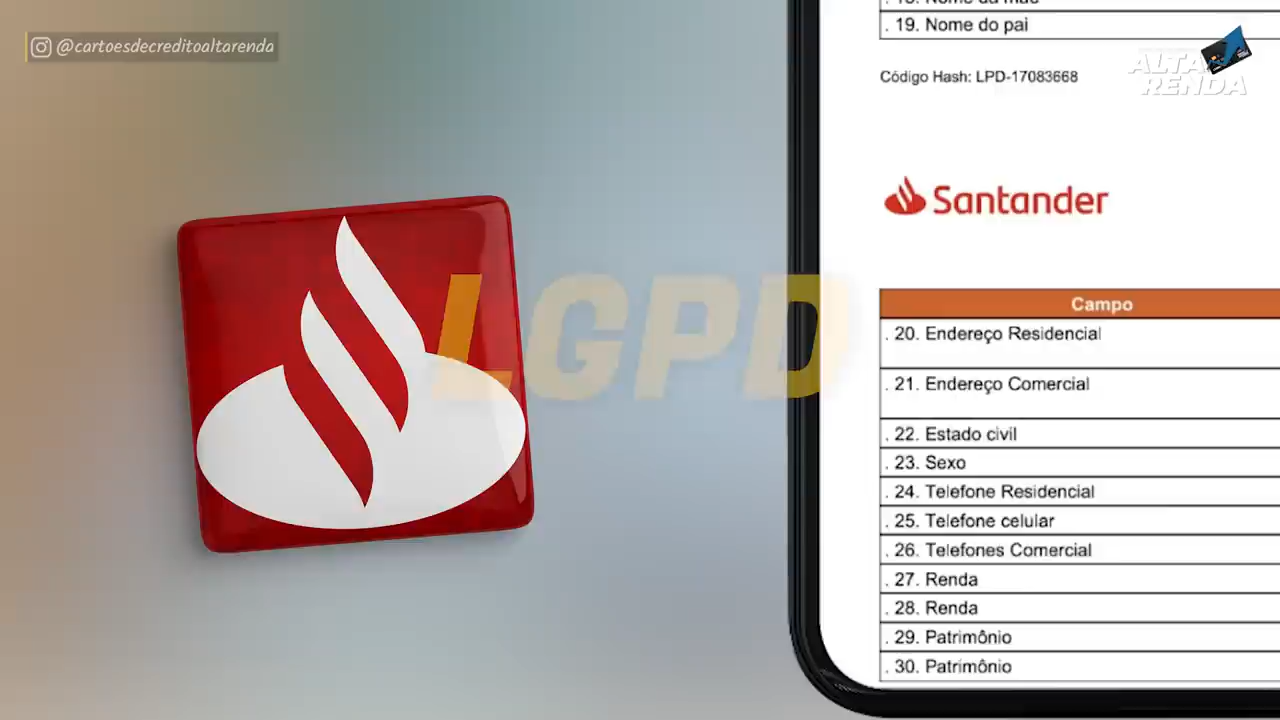 @cartoesdecreditoaltarenda
19. Nome do pai
Código Hash: LPD-17083668
ALTA
RENDA
Santander
LGPD
Campo
. 20. Endereço Residencial
. 21. Endereço Comercial
. 22. Estado civil
. 23. Sexo
. 24. Telefone Residencial
. 25. Telefone celular
. 26. Telefones Comercial
. 27. Renda
. 28. Renda
. 29. Patrimônio
. 30. Patrimônio